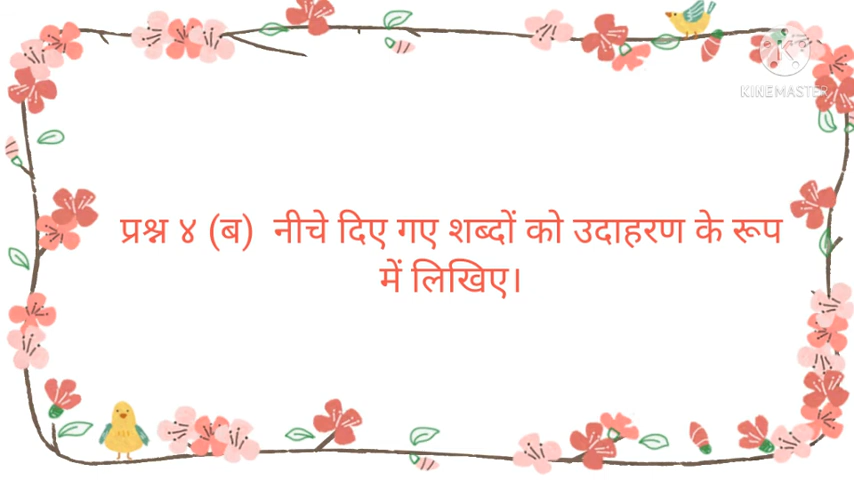 KINEMASTER
प्रश्न ४ (ब) नीचे दिए गए शब्दों को उदाहरण के रूप
में लिखिए।